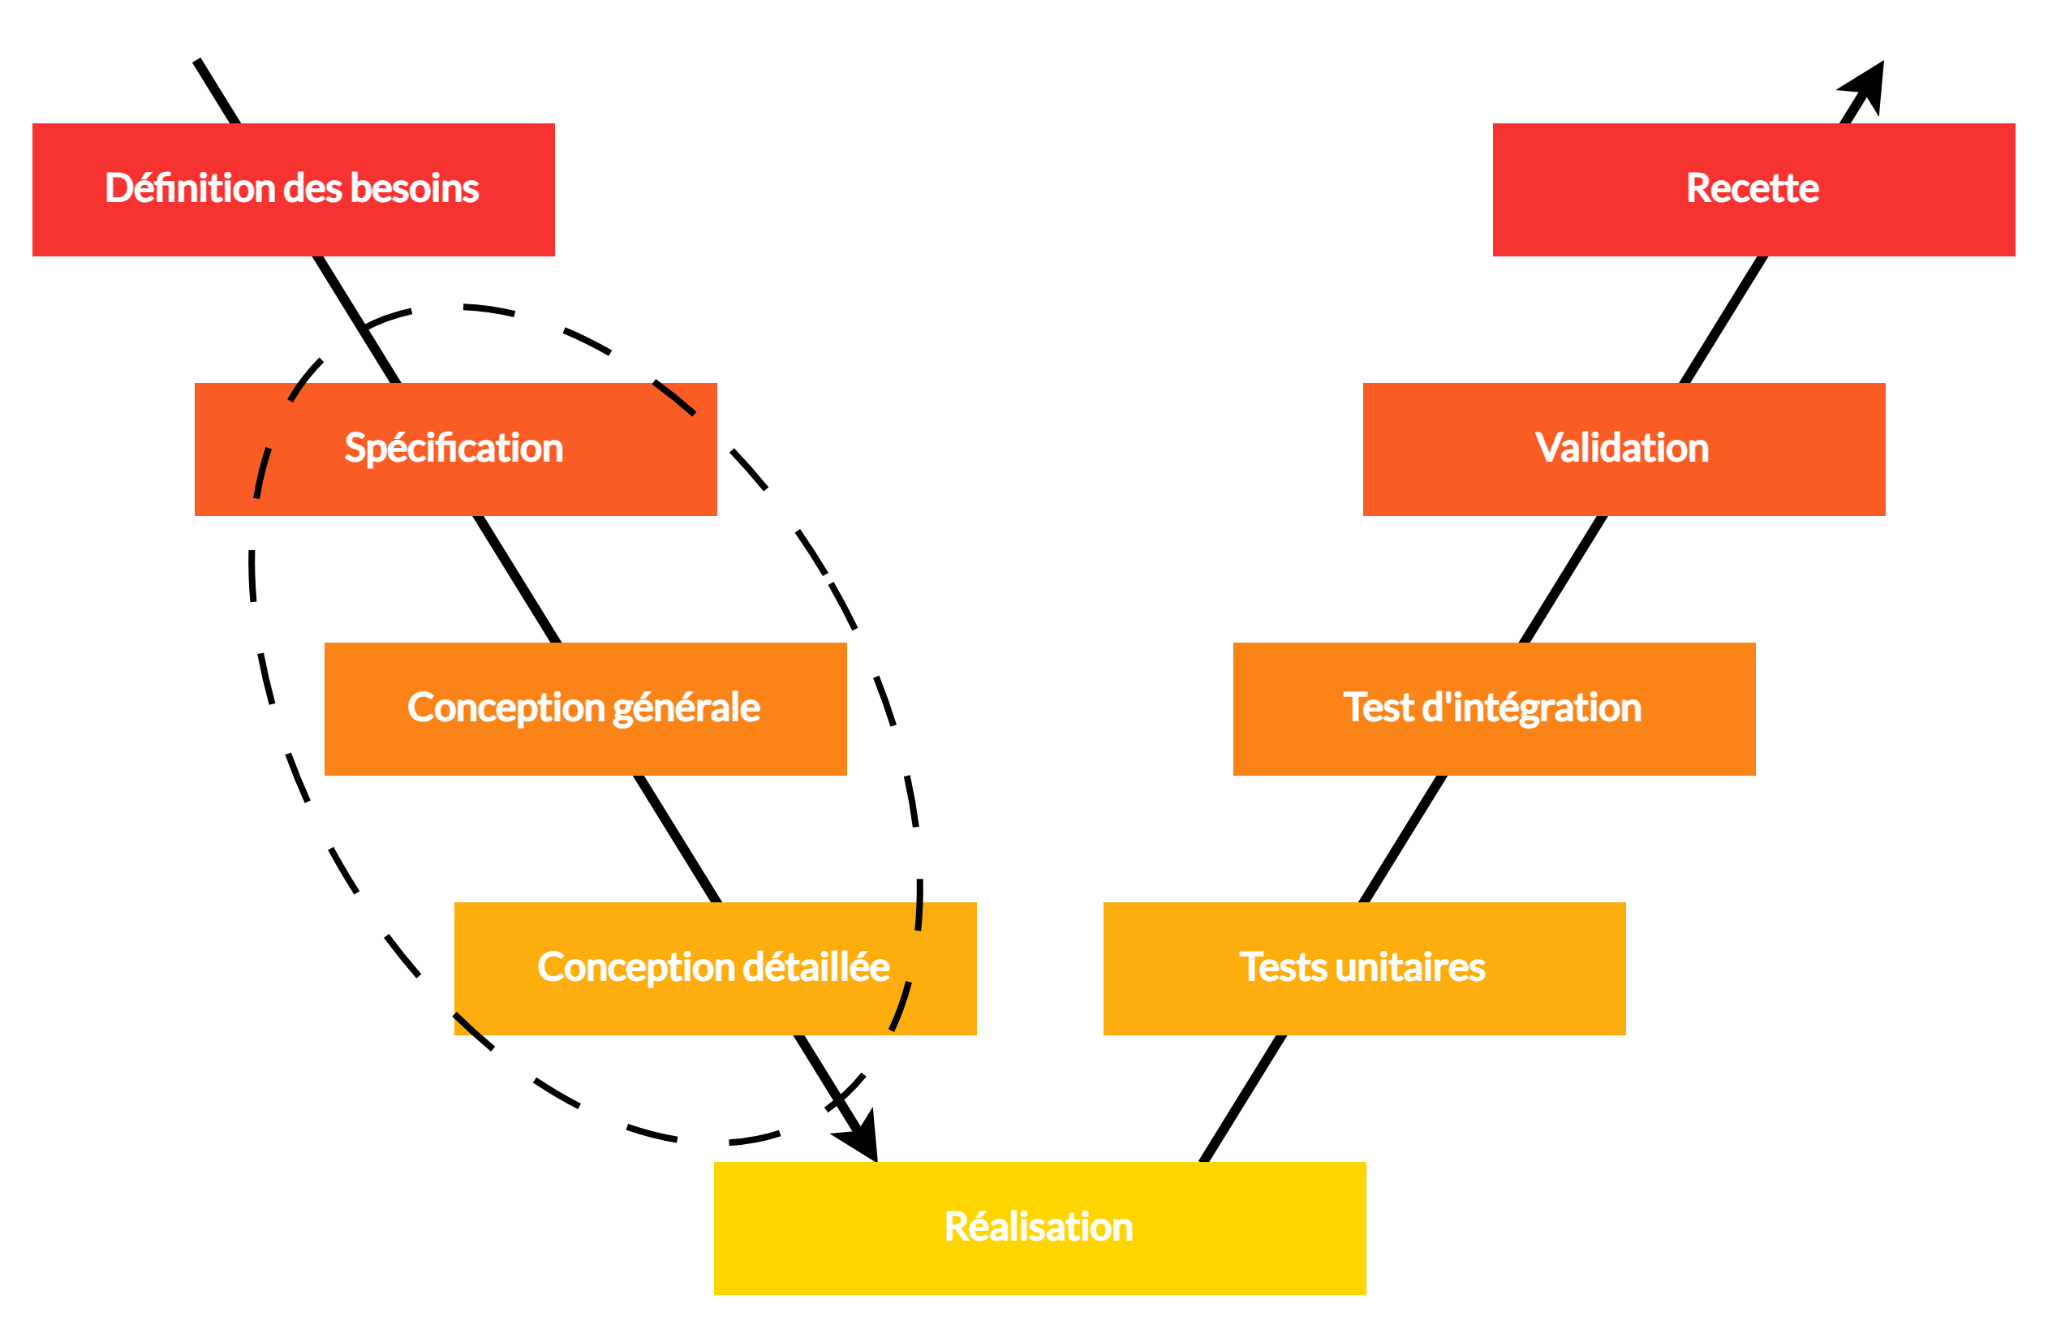 Définition des besoins
Recette
Spécification
Validation
Conception générale
Test d'intégration
Conception détaillée
Tests unitaires
Réalisation